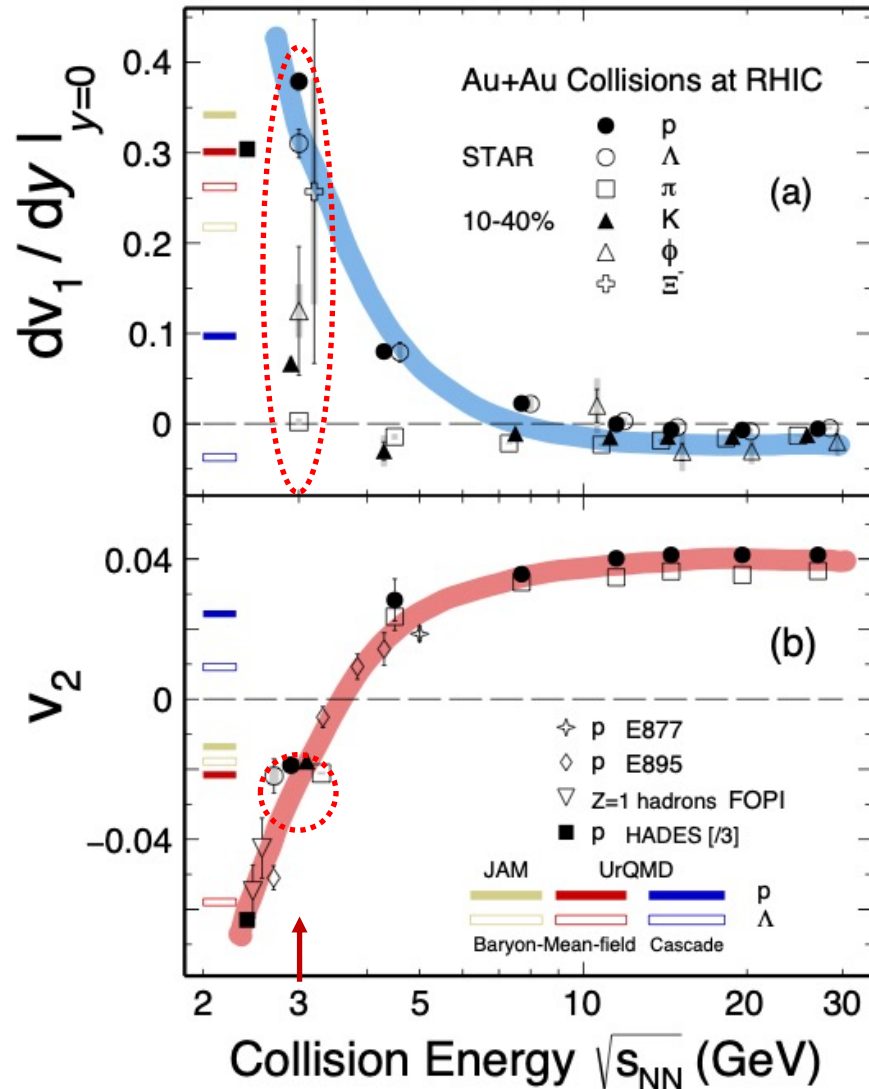 dv₁ / dy |y=0
0.4
0.3
0.2
0.1
0
Au+Au Collisions at RHIC
STAR
10-40%
p
Λ
π
K
ϕ
Ξ⁻
(a)
v₂
0.04
0
−0.04
(b)
p E877
p E895
Z=1 hadrons FOPI
p HADES [/3]
JAM UrQMD
p
Λ
Baryon-Mean-field Cascade
2 3 4 5 10 20 30
Collision Energy √sNN (GeV)